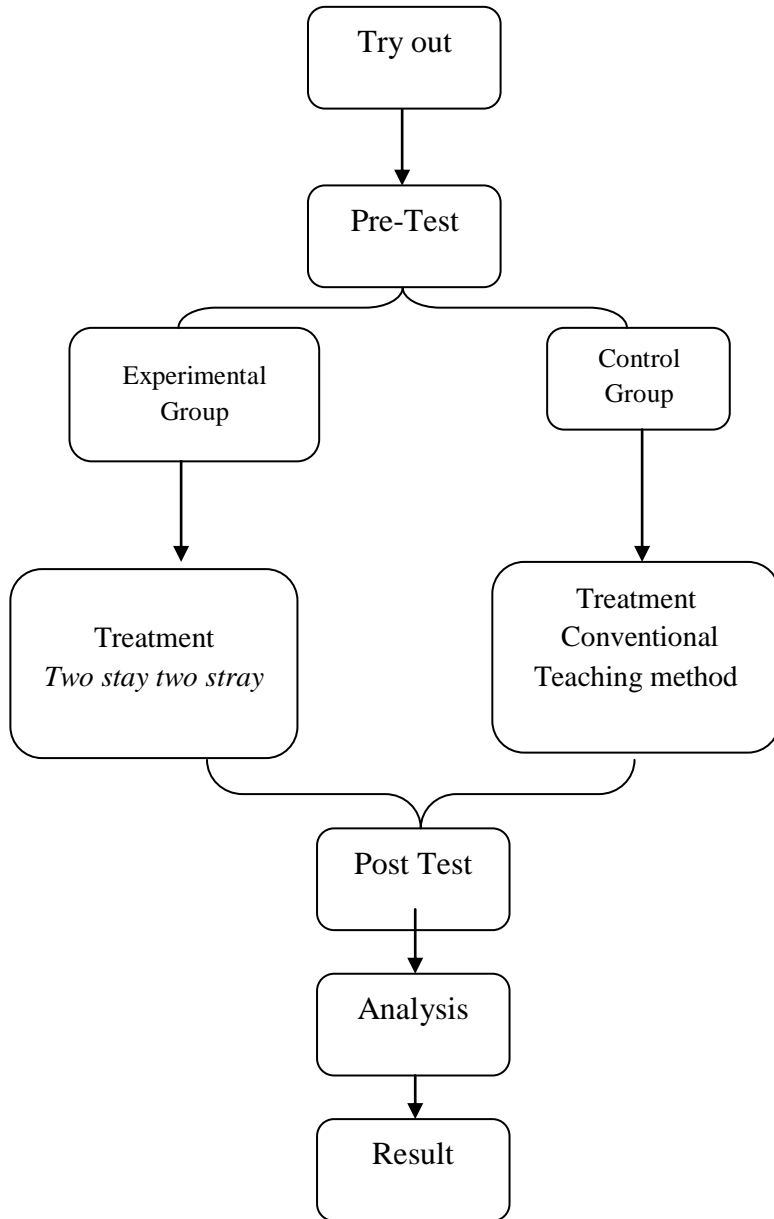 Try out
Pre-Test
Experimental
Group
Control
Group
Treatment
Two stay two stray
Treatment
Conventional
Teaching method
Post Test
Analysis
Result